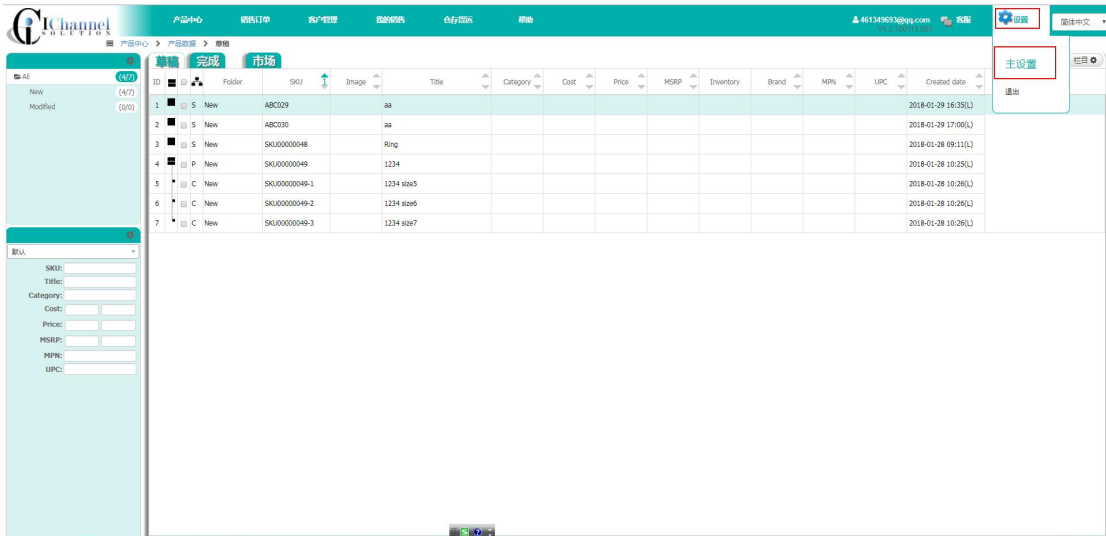 IChannel
SOLUTION
产品中心 销售订单 客户管理 我的销售 仓存货运 帮助 461349693@qq.com 客服 设置 简体中文
V1.2.180112.001
产品中心 > 产品数据 > 草稿
主设置
退出
草稿 完成 市场 栏目
All (4/7)
New (4/7)
Modified (0/0)
ID Folder SKU 1 Image Title Category Cost Price MSRP Inventory Brand MPN UPC Created date
1 S New ABC029 aa 2018-01-29 16:35(L)
2 S New ABC030 aa 2018-01-29 17:00(L)
3 S New SKU00000048 Ring 2018-01-28 09:11(L)
4 P New SKU00000049 1234 2018-01-28 10:25(L)
5 C New SKU00000049-1 1234 size5 2018-01-28 10:26(L)
6 C New SKU00000049-2 1234 size6 2018-01-28 10:26(L)
7 C New SKU00000049-3 1234 size7 2018-01-28 10:26(L)
默认
SKU:
Title:
Category:
Cost:
Price:
MSRP:
MPN:
UPC: